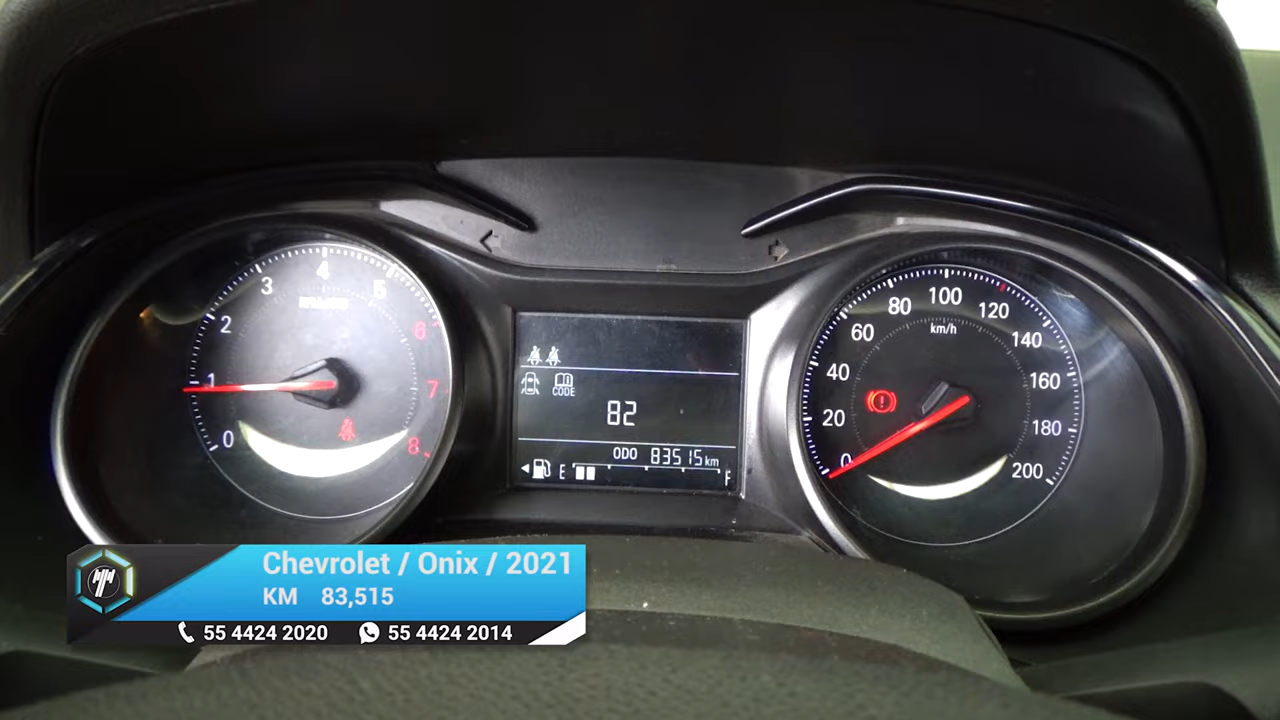 0
1
2
3
4
5
6
7
8
CODE
82
ODO 83515 km
E
F
0
20
40
60
80
100
120
140
160
180
200
km/h
Chevrolet / Onix / 2021
KM 83,515
55 4424 2020 55 4424 2014